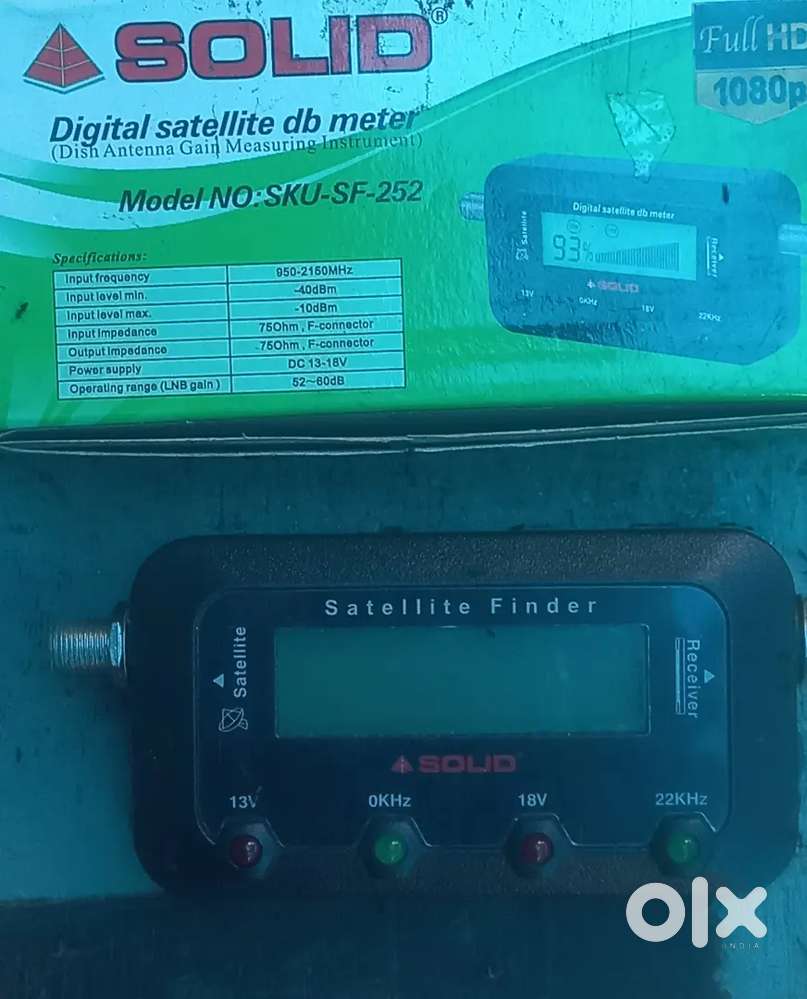 SOLID®
Full HD
1080p
Digital satellite db meter
(Dish Antenna Gain Measuring Instrument)
Model NO:SKU-SF-252
Digital satellite db meter
Satellite
93%
Receiver
SOLID
13V
0KHz
18V
22KHz
Specifications:
Input frequency 950-2150MHz
Input level min. -40dBm
Input level max. -10dBm
Input Impedance 75Ohm, F-connector
Output Impedance 75Ohm, F-connector
Power supply DC 13-18V
Operating range (LNB gain) 52~60dB
Satellite Finder
Satellite
Receiver
SOLID
13V 0KHz 18V 22KHz
olx
INDIA